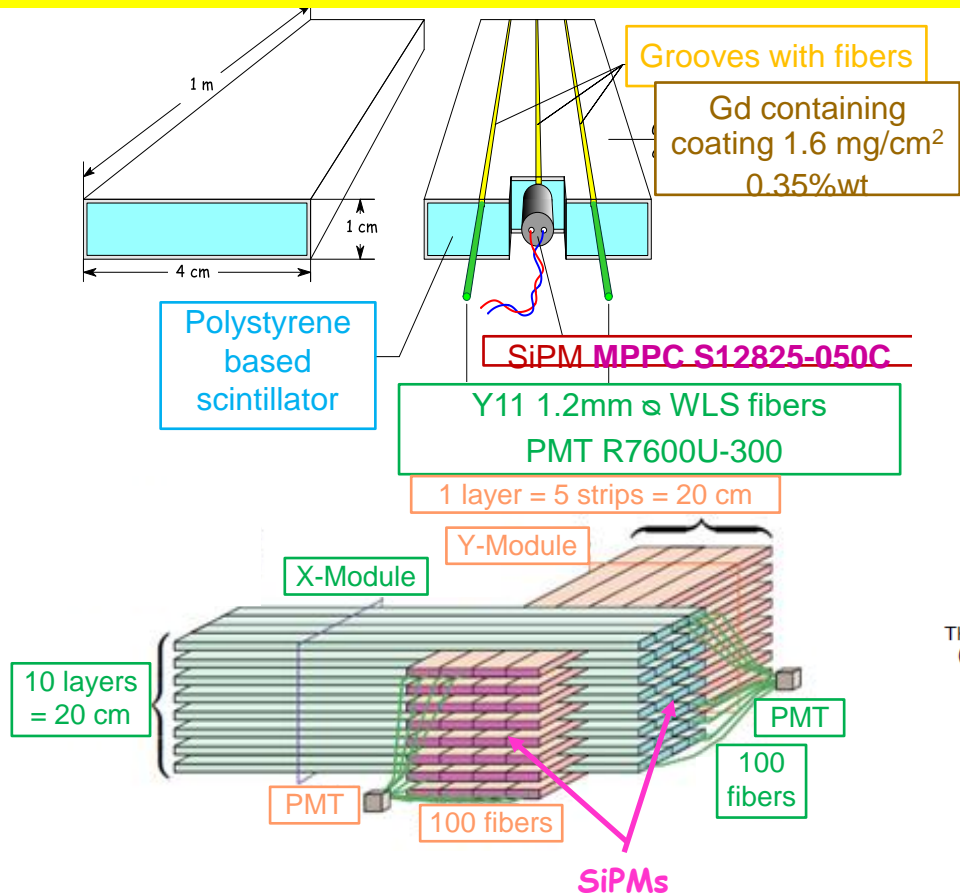 1 m
1 cm
4 cm
Grooves with fibers
Gd containing
coating 1.6 mg/cm²
0.35%wt
Polystyrene
based
scintillator
SiPM MPPC S12825-050C
Y11 1.2mm ⌀ WLS fibers
PMT R7600U-300
1 layer = 5 strips = 20 cm
Y-Module
X-Module
10 layers
= 20 cm
PMT
100
fibers
PMT
100 fibers
SiPMs